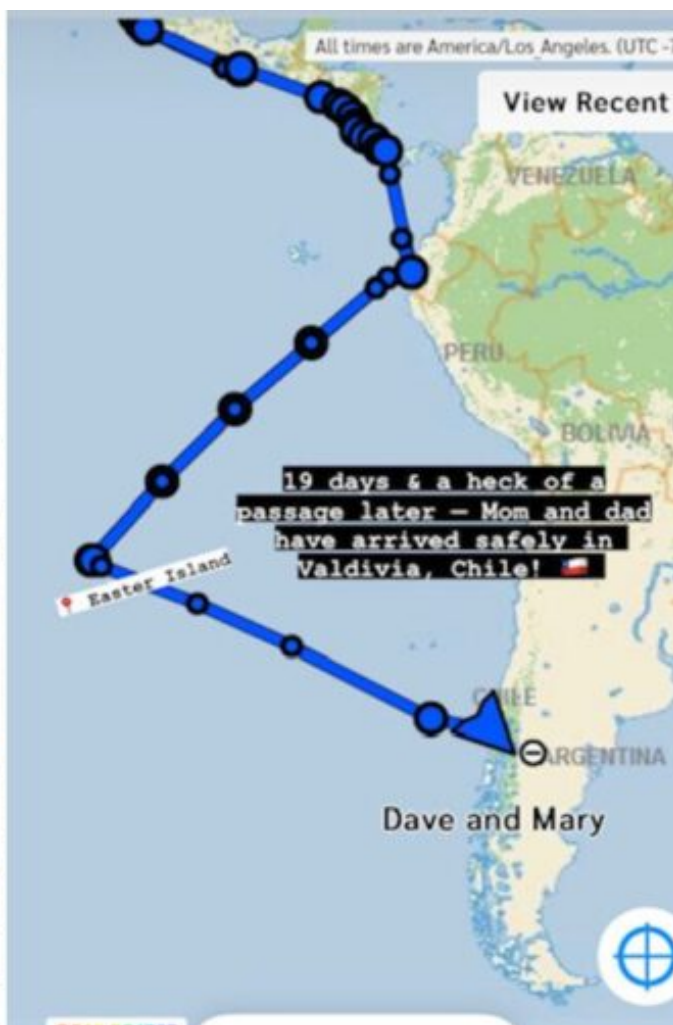 All times are America/Los_Angeles. (UTC -7
View Recent
VENEZUELA
PERU
BOLIVIA
19 days & a heck of a
passage later — Mom and dad
have arrived safely in
Valdivia, Chile! 🇨🇱
📍 Easter Island
CHILE
ARGENTINA
Dave and Mary